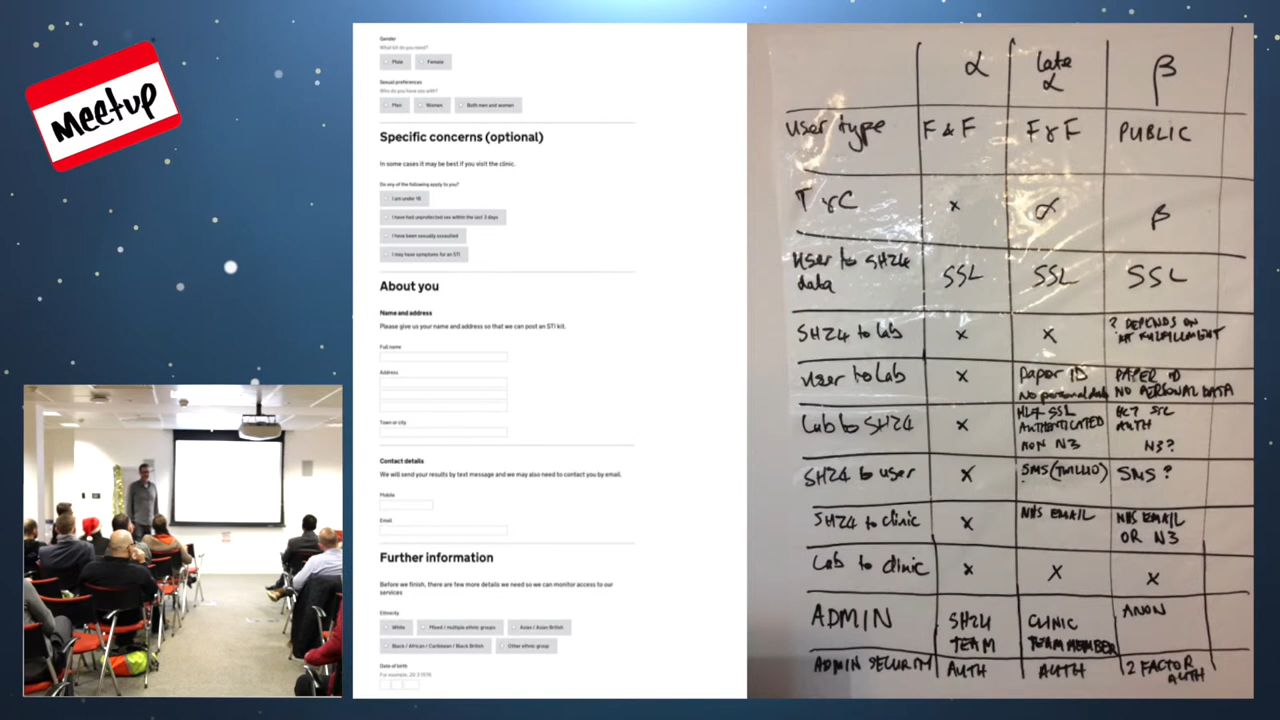 meetup
Gender
What kit do you need?
Male Female
Sexual preferences
Who do you have sex with?
Men Women Both men and women
Specific concerns (optional)
In some cases it may be best if you visit the clinic.
Do any of the following apply to you?
I am under 16
I have had unprotected sex within the last 3 days
I have been sexually assaulted
I may have symptoms for an STI
About you
Name and address
Please give us your name and address so that we can post an STI kit.
Full name
Address
Town or city
Contact details
We will send your results by text message and we may also need to contact you by email.
Mobile
Email
Further information
Before we finish, there are few more details we need so we can monitor access to our
services
Ethnicity
White Mixed / multiple ethnic groups Asian / Asian British
Black / African / Caribbean / Black British Other ethnic group
Date of birth
For example, 20 3 1976
α late α β
User type F & F F & F PUBLIC
T & C x α β
User to SH24 data SSL SSL SSL
SH24 to lab x x ? DEPENDS ON
FULFILLMENT
User to Lab x Paper ID PAPER ID
No personal data NO PERSONAL DATA
Lab to SH24 x HL7 SSL HL7 SSL
AUTHENTICATED AUTH
NON N3 N3?
SH24 to user x SMS (TWILLIO) SMS ?
SH24 to clinic x NHS EMAIL NHS EMAIL
OR N3
Lab to clinic x x x
ADMIN SH24 TEAM CLINIC TEAM MEMBER ANON
ADMIN SECURITY AUTH AUTH 2 FACTOR AUTH